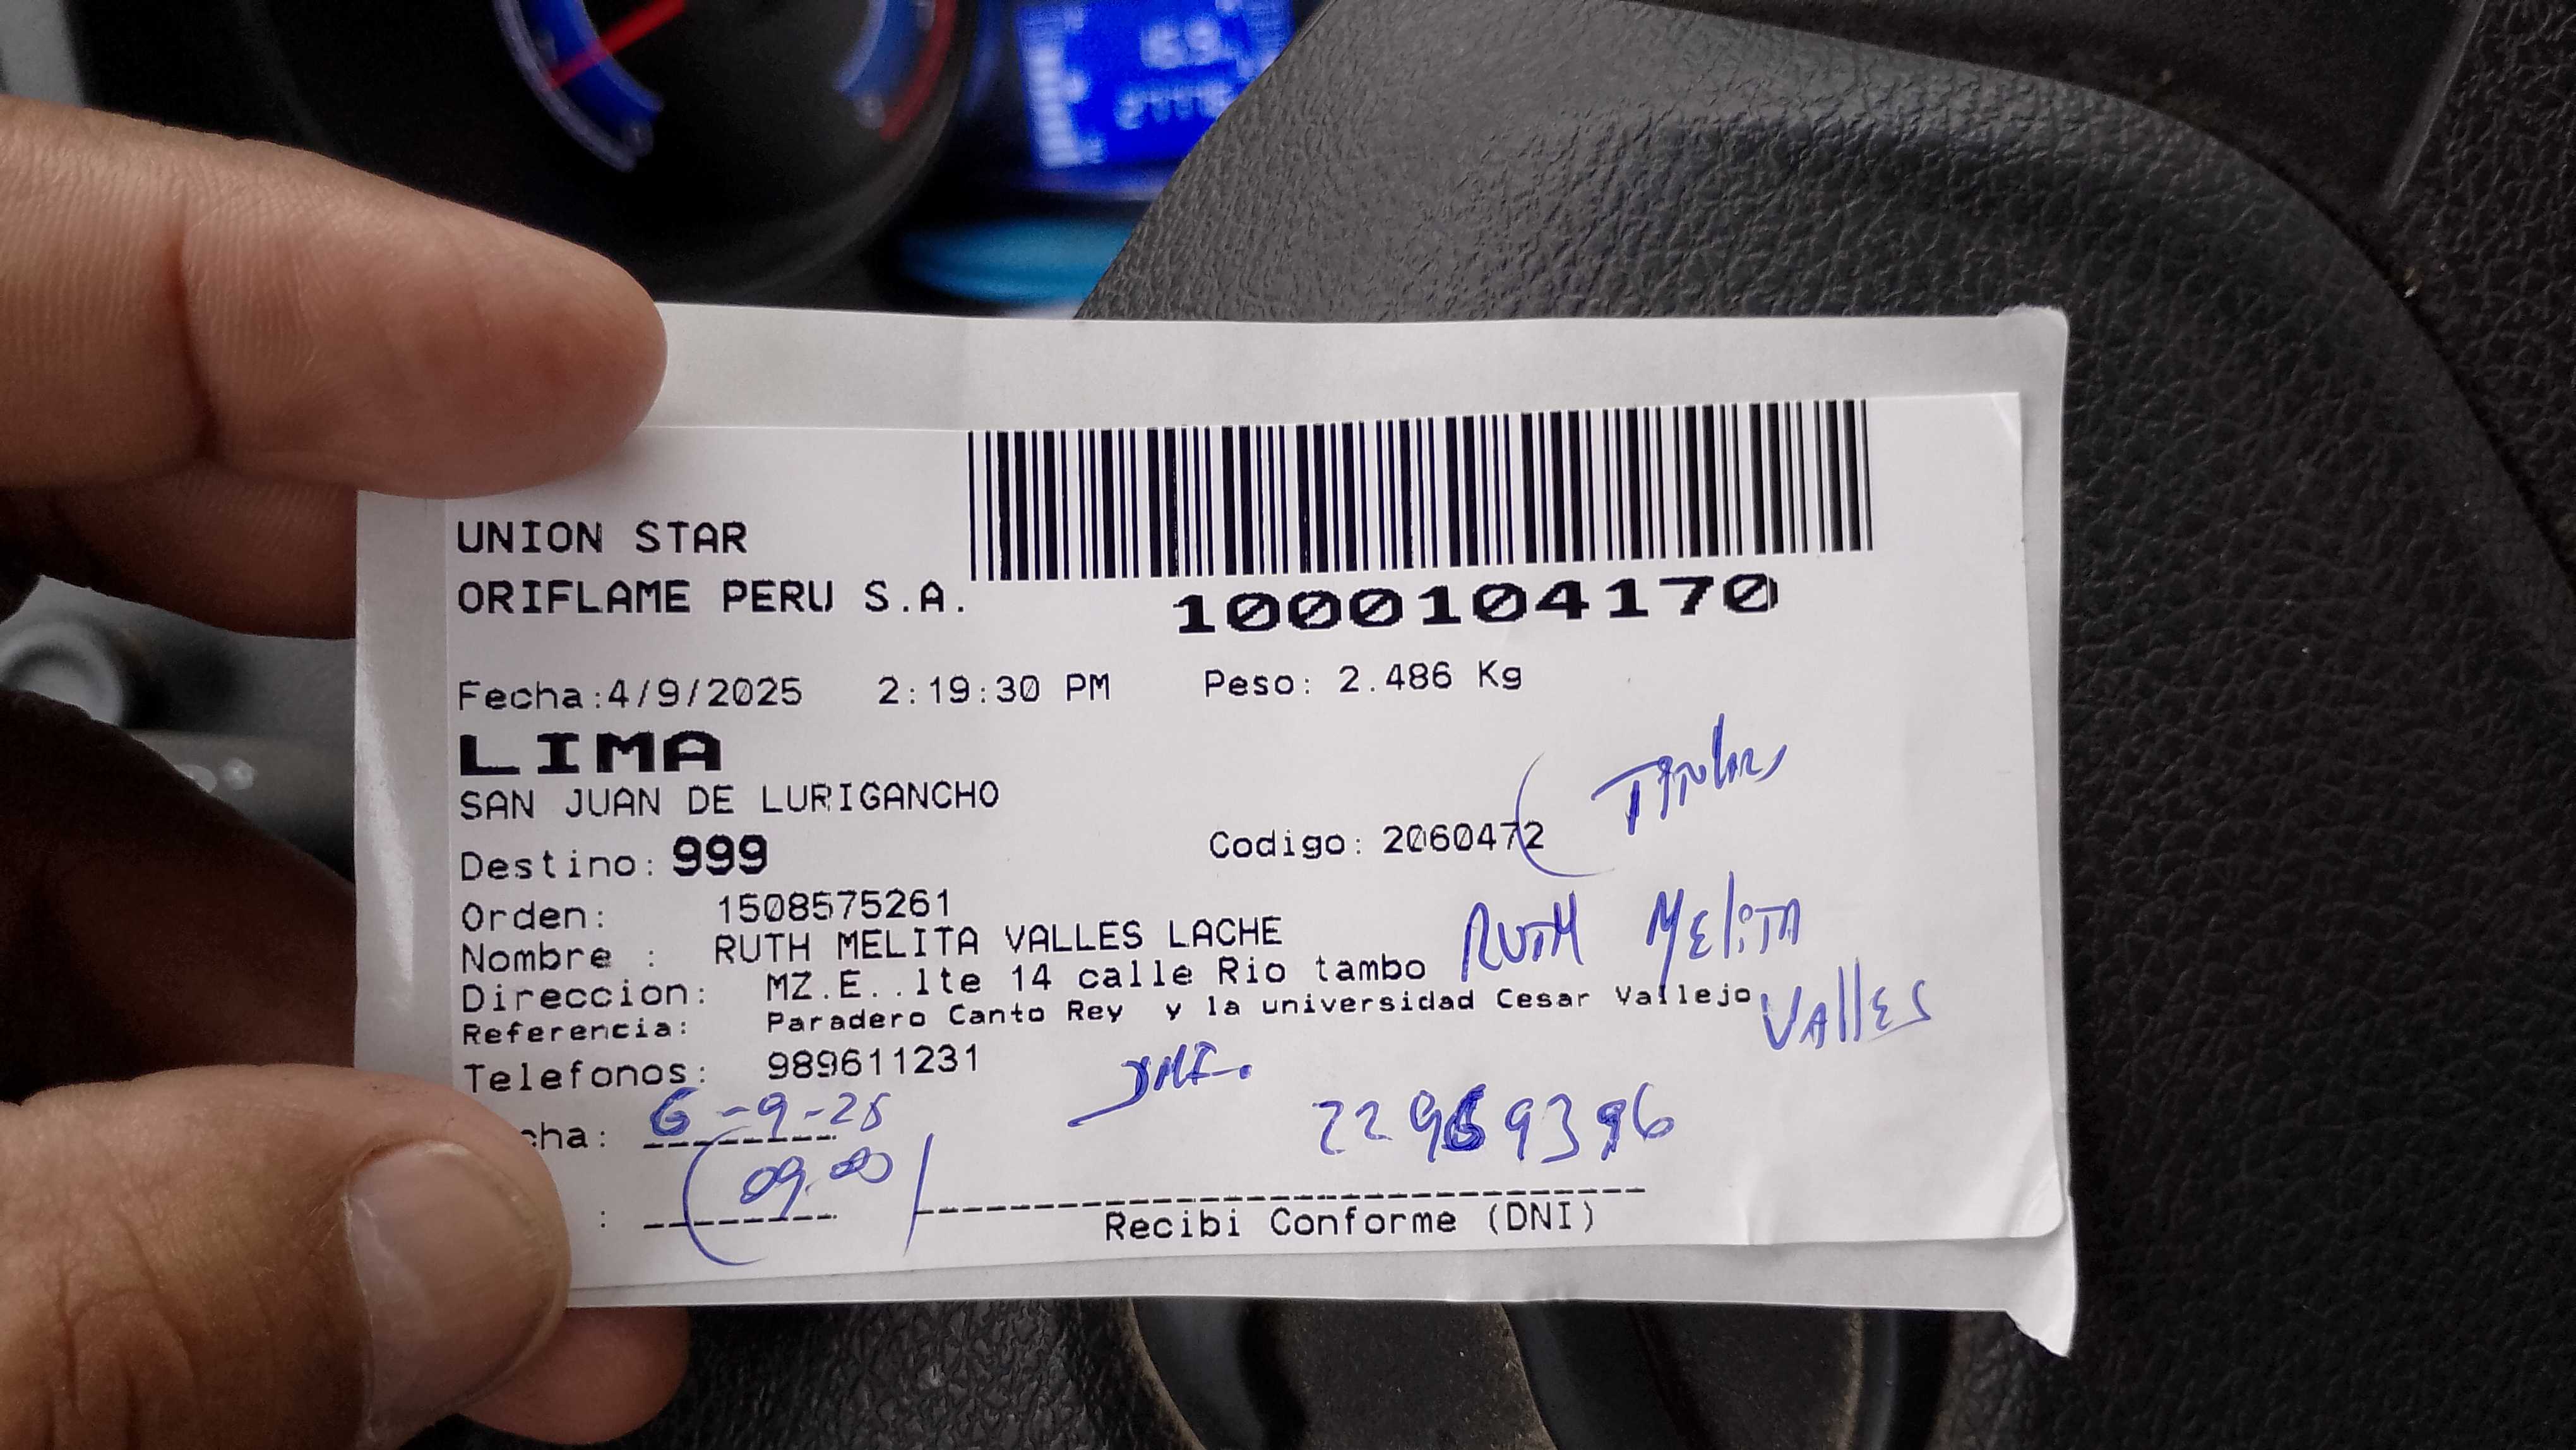 UNION STAR
ORIFLAME PERU S.A.
1000104170
Fecha:4/9/2025 2:19:30 PM Peso: 2.486 Kg
LIMA
SAN JUAN DE LURIGANCHO
Titular
Destino: 999 Codigo: 2060472
Orden: 1508575261
Nombre : RUTH MELITA VALLES LACHE
RUTH MELITA
Direccion: MZ.E..lte 14 calle Rio tambo
Referencia: Paradero Canto Rey y la universidad Cesar Vallejo
VALLES
Telefonos: 989611231
DNI.
cha: 6-9-25
09.00
:
Recibi Conforme (DNI)